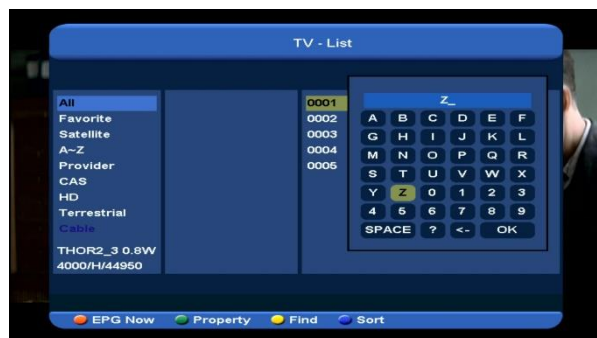 TV - List
All
Favorite
Satellite
A~Z
Provider
CAS
HD
Terrestrial
Cable
THOR2_3 0.8W
4000/H/44950
0001
0002
0003
0004
0005
Z_
A B C D E F
G H I J K L
M N O P Q R
S T U V W X
Y Z 0 1 2 3
4 5 6 7 8 9
SPACE ? <- OK
EPG Now Property Find Sort